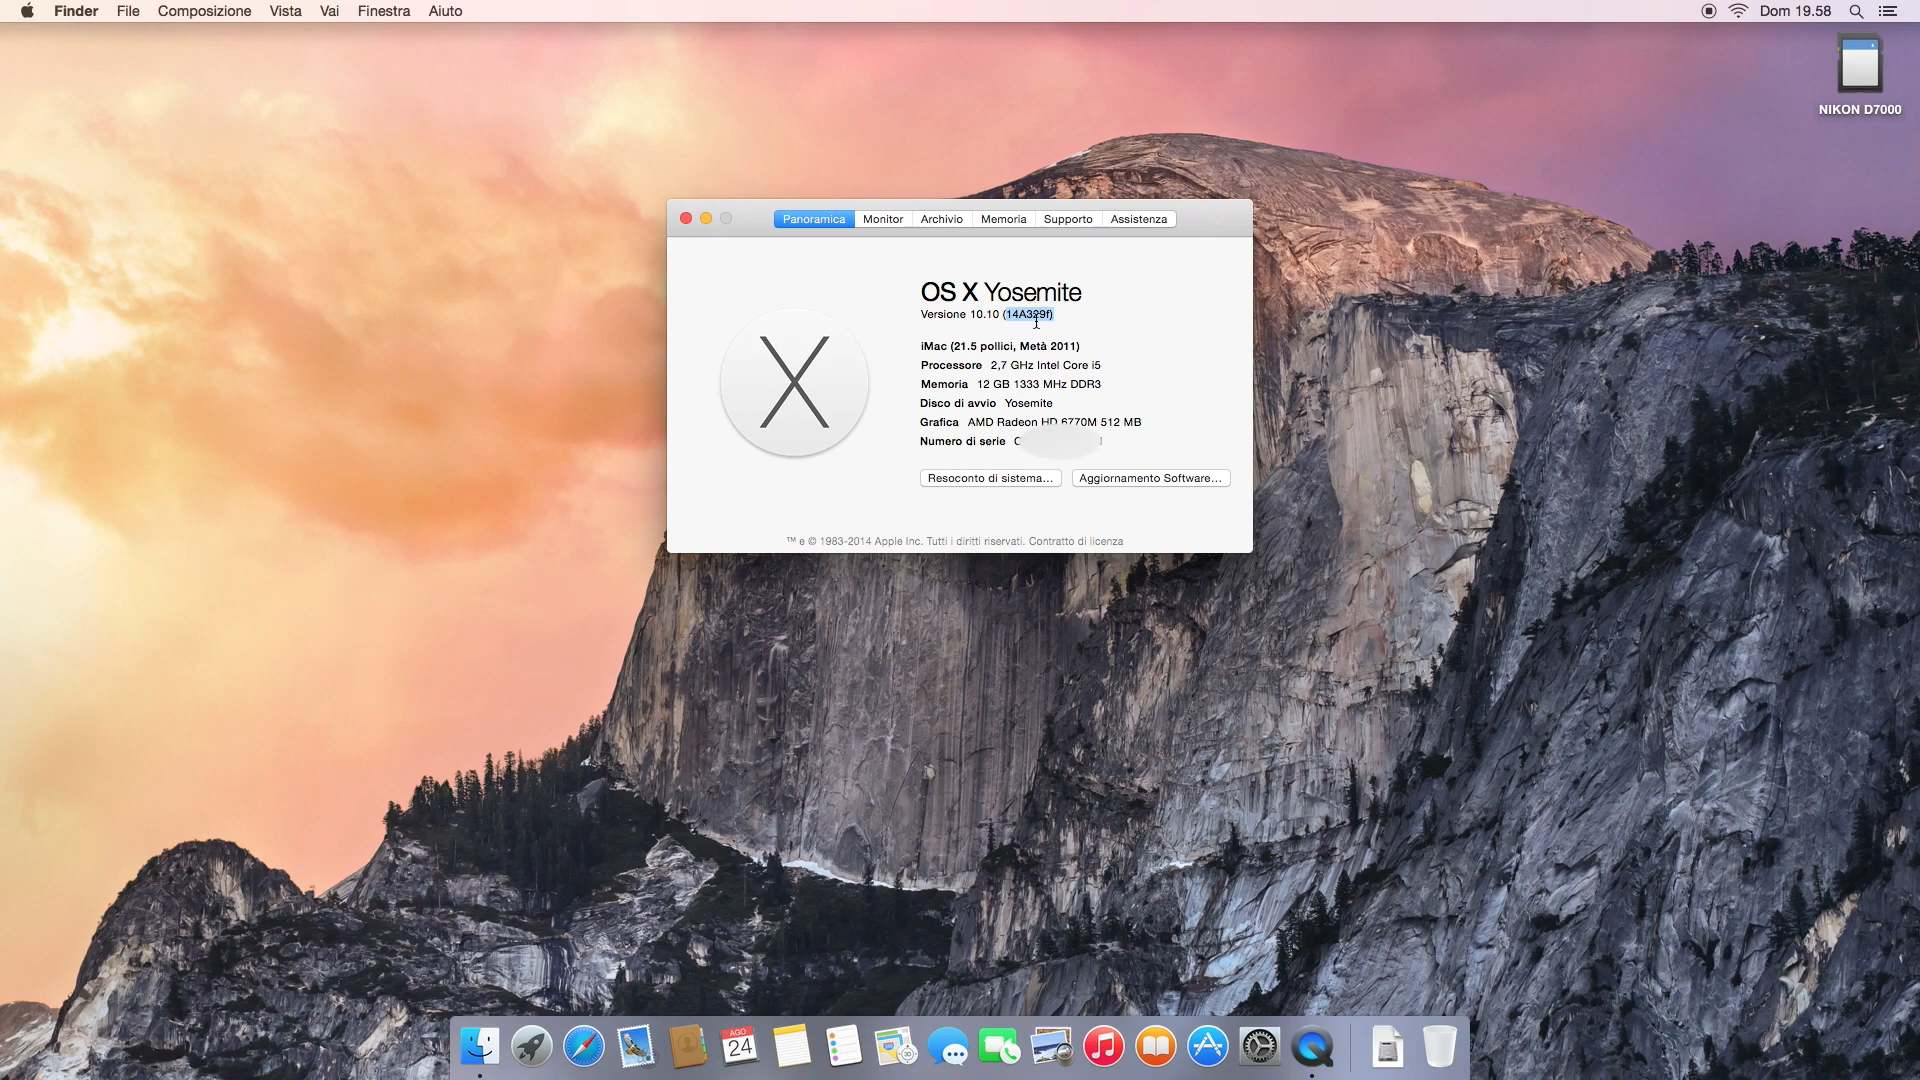 Finder File Composizione Vista Vai Finestra Aiuto Dom 19.58
NIKON D7000
Panoramica Monitor Archivio Memoria Supporto Assistenza
OS X Yosemite
Versione 10.10 (14A329f)
iMac (21.5 pollici, Metà 2011)
Processore 2,7 GHz Intel Core i5
Memoria 12 GB 1333 MHz DDR3
Disco di avvio Yosemite
Grafica AMD Radeon HD 6770M 512 MB
Numero di serie C
Resoconto di sistema... Aggiornamento Software...
™ e © 1983-2014 Apple Inc. Tutti i diritti riservati. Contratto di licenza
AGO
24